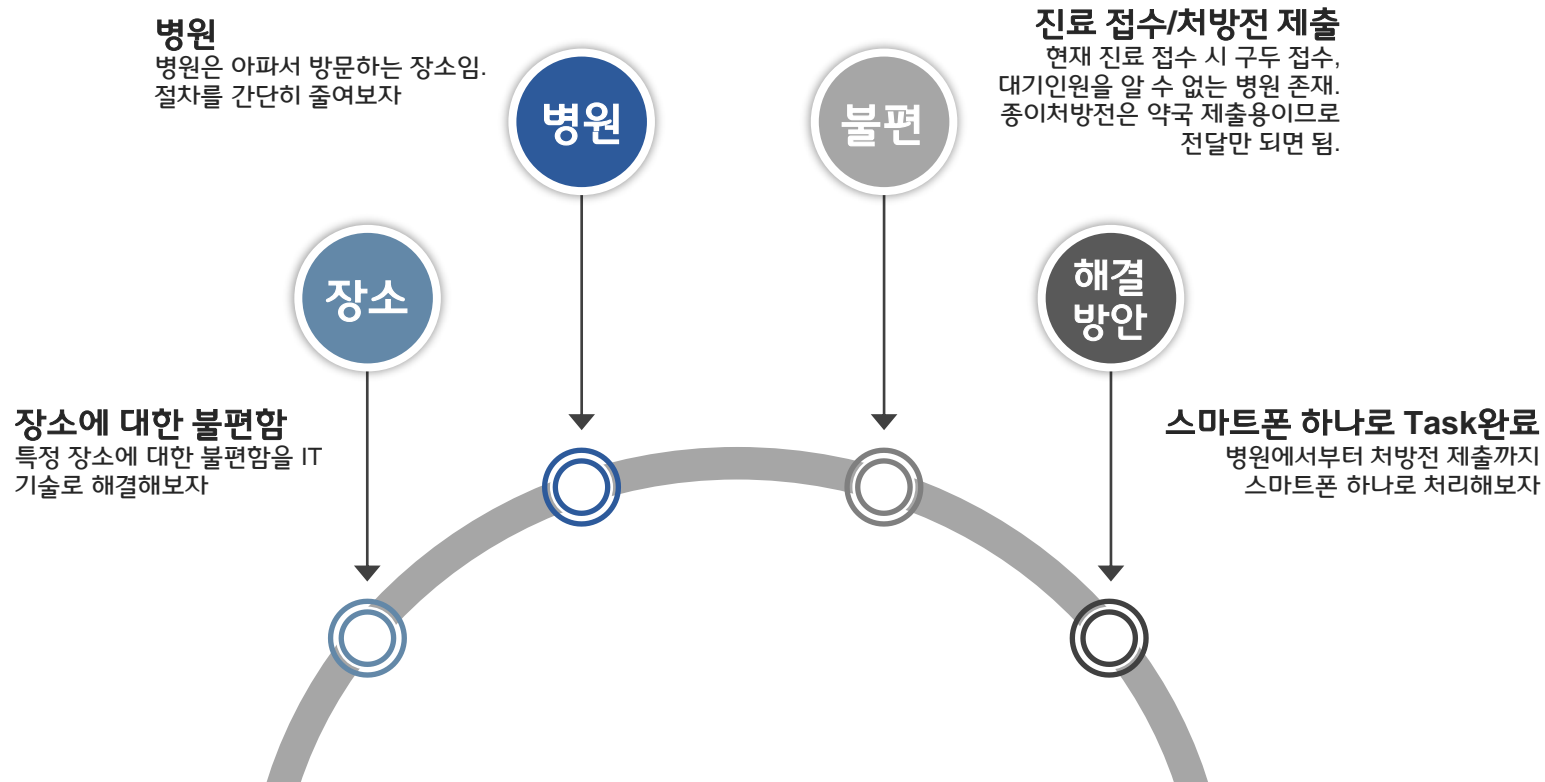 병원
병원은 아파서 방문하는 장소임.
절차를 간단히 줄여보자
병원
불편
진료 접수/처방전 제출
현재 진료 접수 시 구두 접수,
대기인원을 알 수 없는 병원 존재.
종이처방전은 약국 제출용이므로
전달만 되면 됨.
장소
해결
방안
장소에 대한 불편함
특정 장소에 대한 불편함을 IT
기술로 해결해보자
스마트폰 하나로 Task완료
병원에서부터 처방전 제출까지
스마트폰 하나로 처리해보자